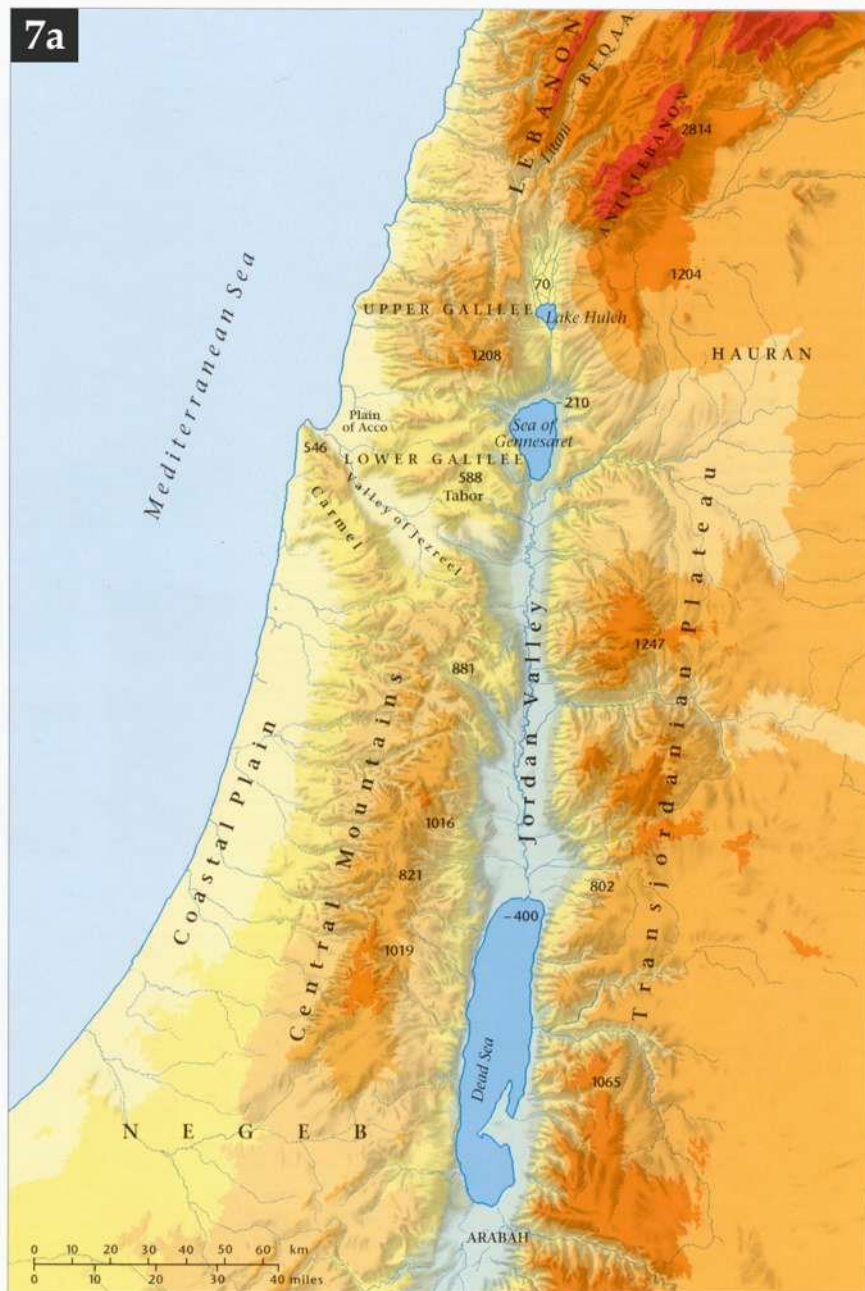 7a
LEBANON
BEQAA
Litani
ANTI-LEBANON
2814
1204
70
UPPER GALILEE
Lake Huleh
1208
HAURAN
Mediterranean Sea
Plain
of Acco
-210
Sea of
Gennesaret
546
LOWER GALILEE
588
Tabor
Carmel
Valley of Jezreel
Jordan Valley
Transjordanian Plateau
1247
881
Coastal Plain
Central Mountains
1016
821
802
-400
1019
Dead Sea
1065
NEGEB
ARABAH
0 10 20 30 40 50 60 km
0 10 20 30 40 miles